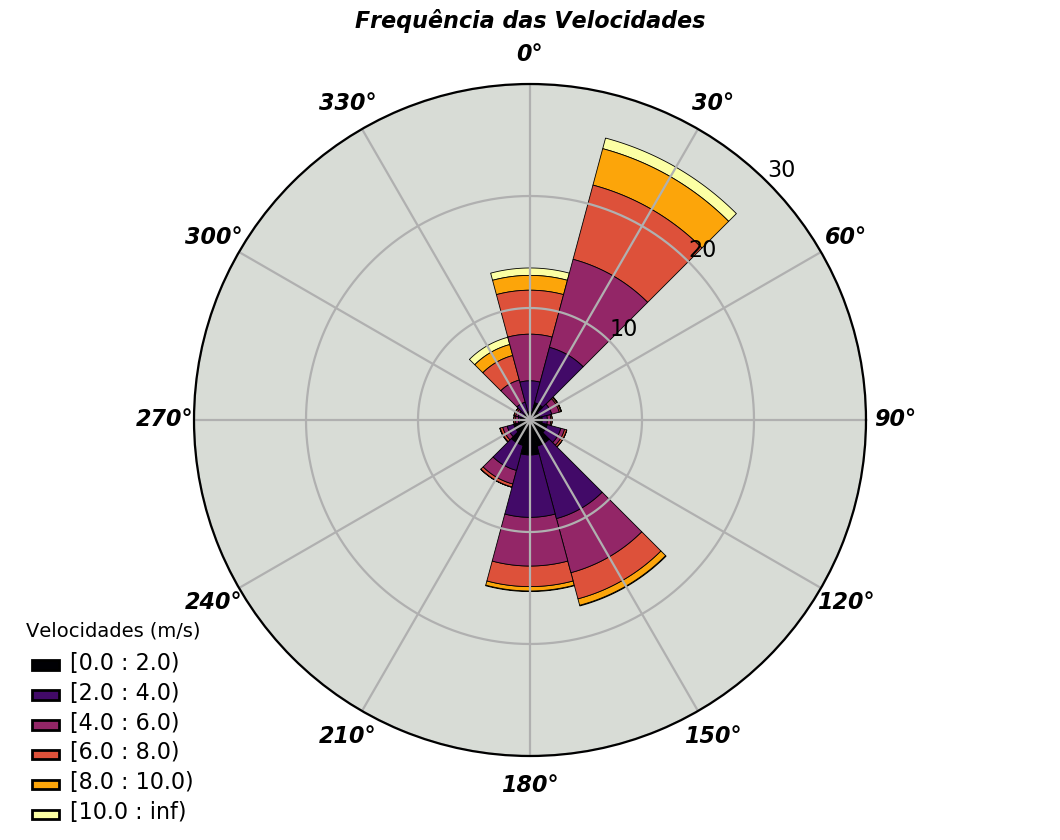 Frequência das Velocidades
0°
330°
30°
30
300°
60°
20
10
270°
90°
240°
120°
Velocidades (m/s)
[0.0 : 2.0)
[2.0 : 4.0)
[4.0 : 6.0)
210°
150°
[6.0 : 8.0)
[8.0 : 10.0)
180°
[10.0 : inf)